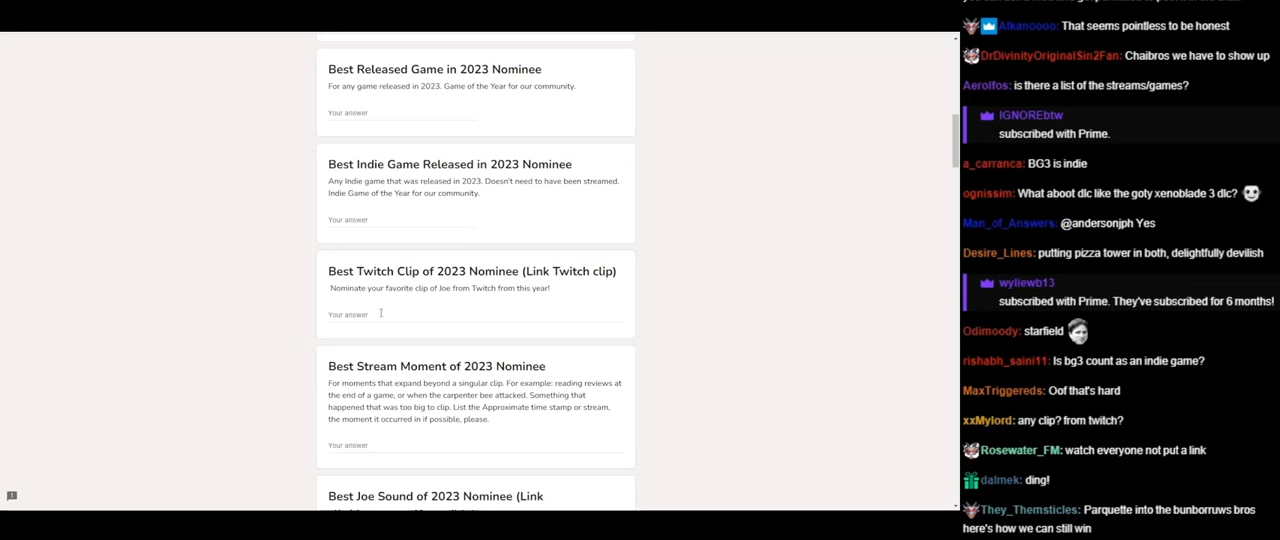 Best Released Game in 2023 Nominee
For any game released in 2023. Game of the Year for our community.
Your answer
Best Indie Game Released in 2023 Nominee
Any Indie game that was released in 2023. Doesn't need to have been streamed.
Indie Game of the Year for our community.
Your answer
Best Twitch Clip of 2023 Nominee (Link Twitch clip)
Nominate your favorite clip of Joe from Twitch from this year!
Your answer
Best Stream Moment of 2023 Nominee
For moments that expand beyond a singular clip. For example: reading reviews at
the end of a game, or when the carpenter bee attacked. Something that
happened that was too big to clip. List the Approximate time stamp or stream,
the moment it occurred in if possible, please.
Your answer
Best Joe Sound of 2023 Nominee (Link
Alkanoooo: That seems pointless to be honest
DrDivinityOriginalSin2Fan: Chaibros we have to show up
Aerolfos: is there a list of the streams/games?
IGNOREbtw
subscribed with Prime.
a_carranca: BG3 is indie
ognissim: What aboot dlc like the goty xenoblade 3 dlc?
Man_of_Answers: @andersonjph Yes
Desire_Lines: putting pizza tower in both, delightfully devilish
wyliewb13
subscribed with Prime. They've subscribed for 6 months!
Odimoody: starfield
rishabh_saini11: Is bg3 count as an indie game?
MaxTriggereds: Oof that's hard
xxMylord: any clip? from twitch?
Rosewater_FM: watch everyone not put a link
dalmek: ding!
They_Themsticles: Parquette into the bunborruws bros
here's how we can still win